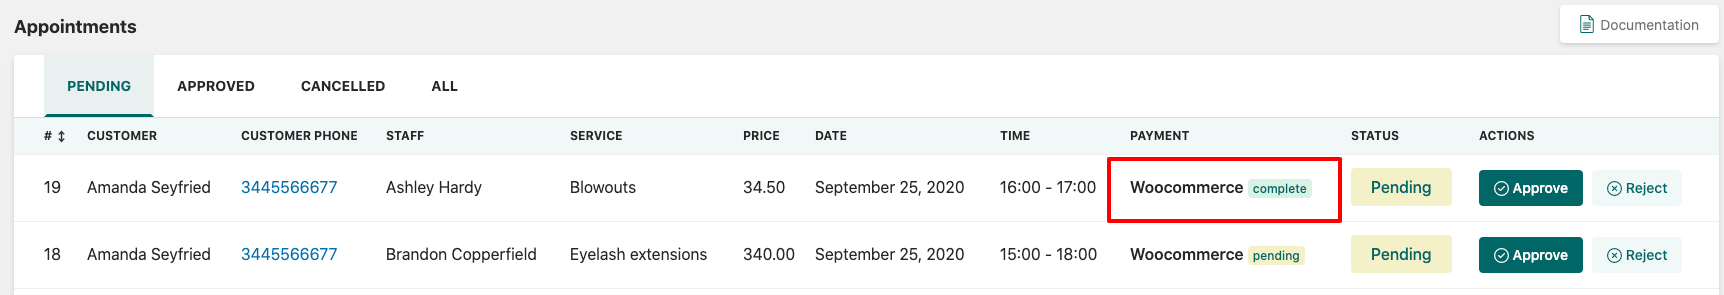 Appointments
Documentation
PENDING APPROVED CANCELLED ALL
# CUSTOMER CUSTOMER PHONE STAFF SERVICE PRICE DATE TIME PAYMENT STATUS ACTIONS
19 Amanda Seyfried 3445566677 Ashley Hardy Blowouts 34.50 September 25, 2020 16:00 - 17:00 Woocommerce complete Pending Approve Reject
18 Amanda Seyfried 3445566677 Brandon Copperfield Eyelash extensions 340.00 September 25, 2020 15:00 - 18:00 Woocommerce pending Pending Approve Reject